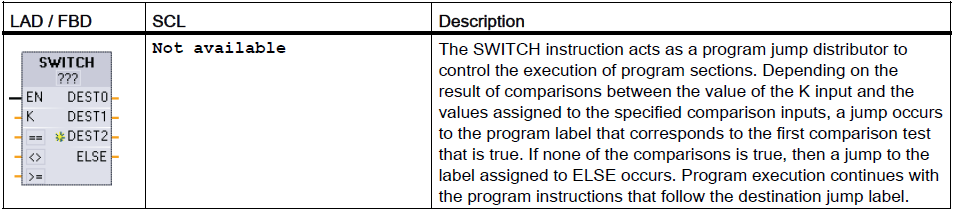 LAD / FBD
SCL
Description
SWITCH
???
EN DEST0
K DEST1
== DEST2
<> ELSE
>=
Not available
The SWITCH instruction acts as a program jump distributor to
control the execution of program sections. Depending on the
result of comparisons between the value of the K input and the
values assigned to the specified comparison inputs, a jump occurs
to the program label that corresponds to the first comparison test
that is true. If none of the comparisons is true, then a jump to the
label assigned to ELSE occurs. Program execution continues with
the program instructions that follow the destination jump label.